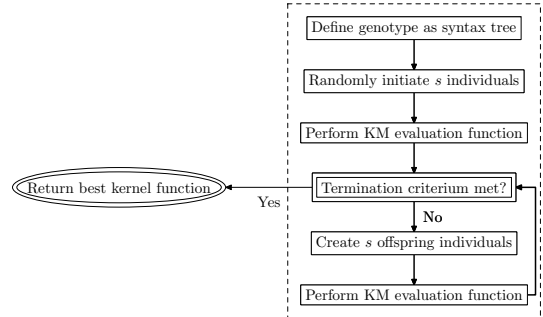 Define genotype as syntax tree
Randomly initiate s individuals
Perform KM evaluation function
Return best kernel function
Termination criterium met?
Yes
No
Create s offspring individuals
Perform KM evaluation function